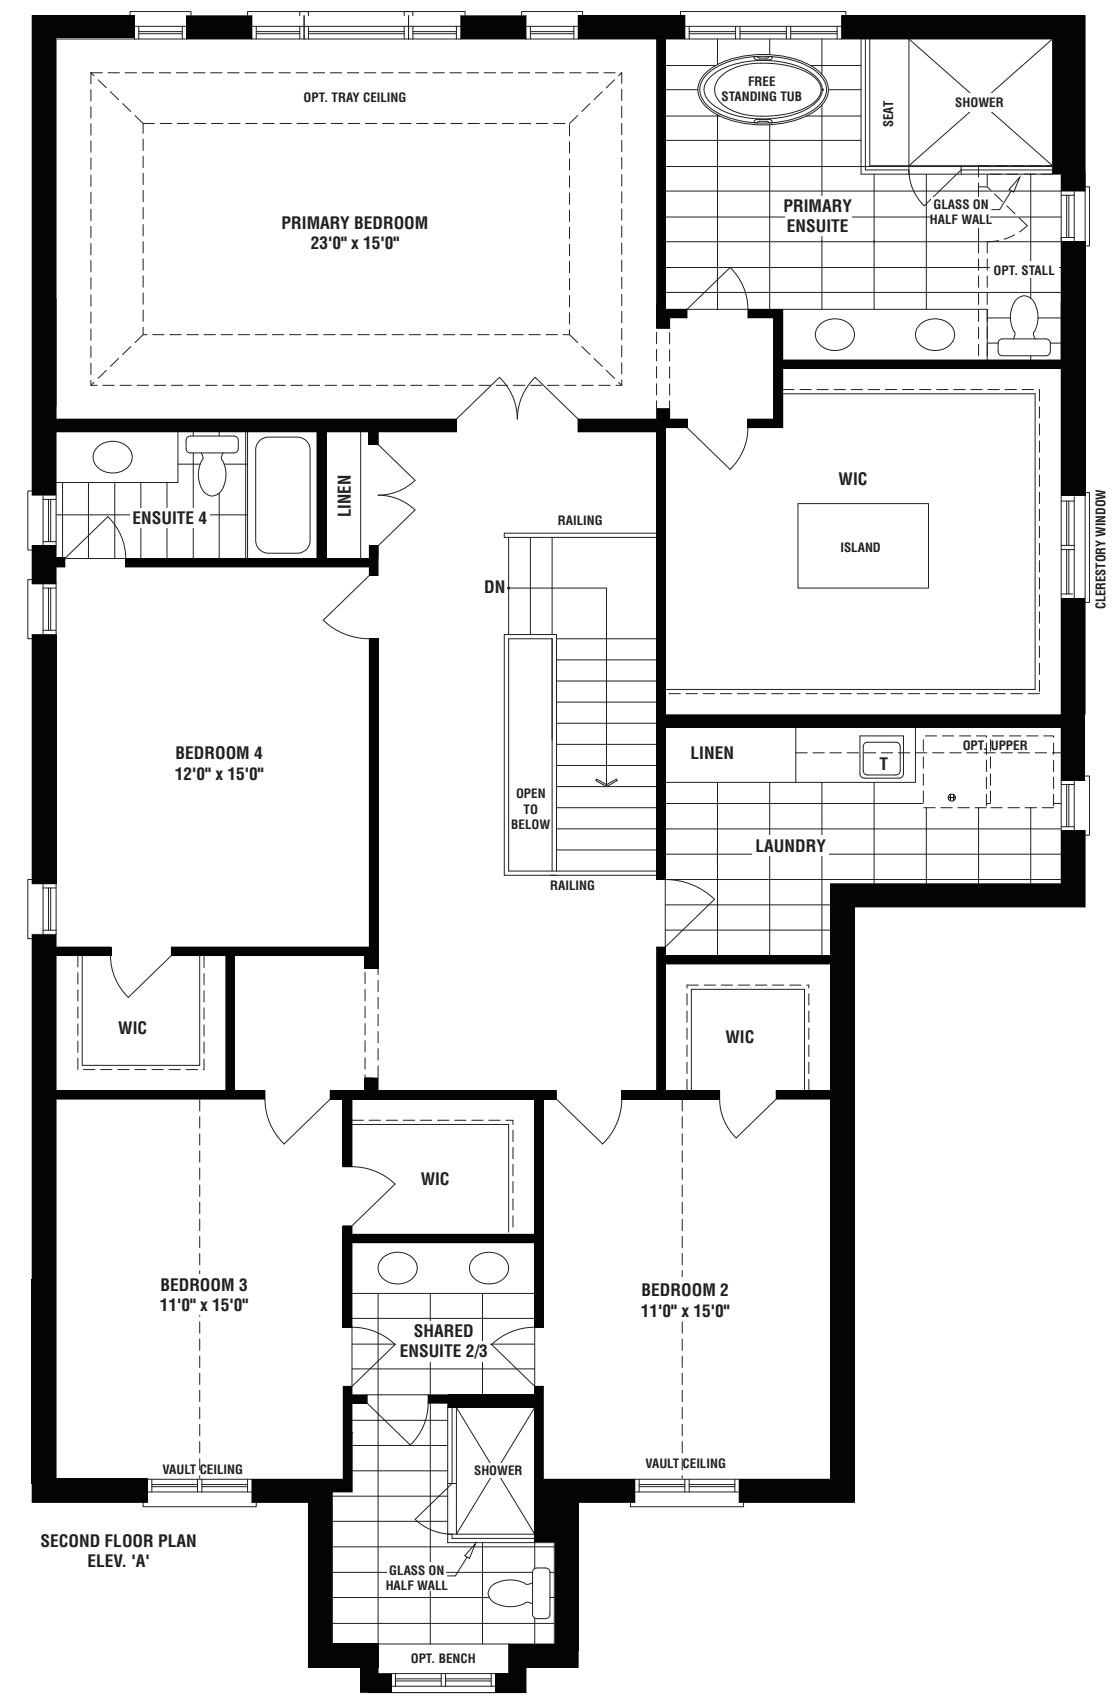 OPT. TRAY CEILING
PRIMARY BEDROOM
23'0" x 15'0"
FREE
STANDING TUB
SEAT
SHOWER
PRIMARY
ENSUITE
GLASS ON
HALF WALL
OPT. STALL
ENSUITE 4
LINEN
RAILING
DN
WIC
ISLAND
CLERESTORY WINDOW
BEDROOM 4
12'0" x 15'0"
OPEN
TO
BELOW
RAILING
LINEN
T
OPT. UPPER
LAUNDRY
WIC
WIC
WIC
BEDROOM 3
11'0" x 15'0"
BEDROOM 2
11'0" x 15'0"
SHARED
ENSUITE 2/3
VAULT CEILING
SHOWER
VAULT CEILING
SECOND FLOOR PLAN
ELEV. 'A'
GLASS ON
HALF WALL
OPT. BENCH